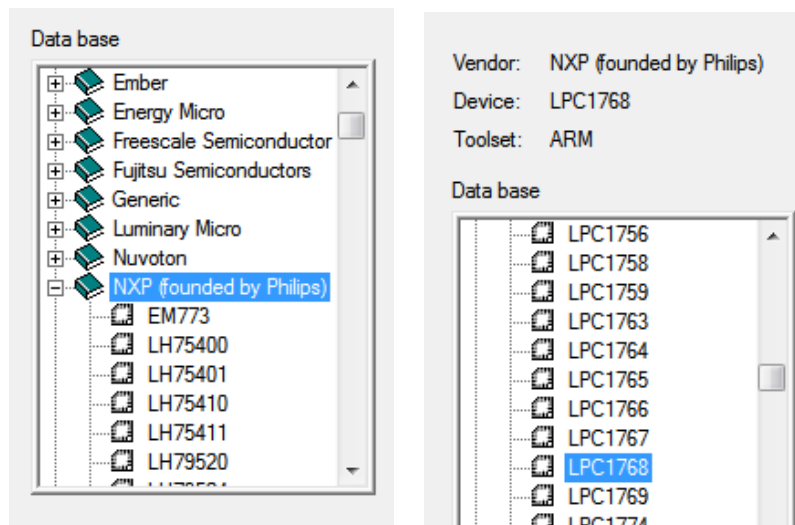 Data base
Ember
Energy Micro
Freescale Semiconductor
Fujitsu Semiconductors
Generic
Luminary Micro
Nuvoton
NXP (founded by Philips)
EM773
LH75400
LH75401
LH75410
LH75411
LH79520
Vendor: NXP (founded by Philips)
Device: LPC1768
Toolset: ARM
Data base
LPC1756
LPC1758
LPC1759
LPC1763
LPC1764
LPC1765
LPC1766
LPC1767
LPC1768
LPC1769
LPC1774